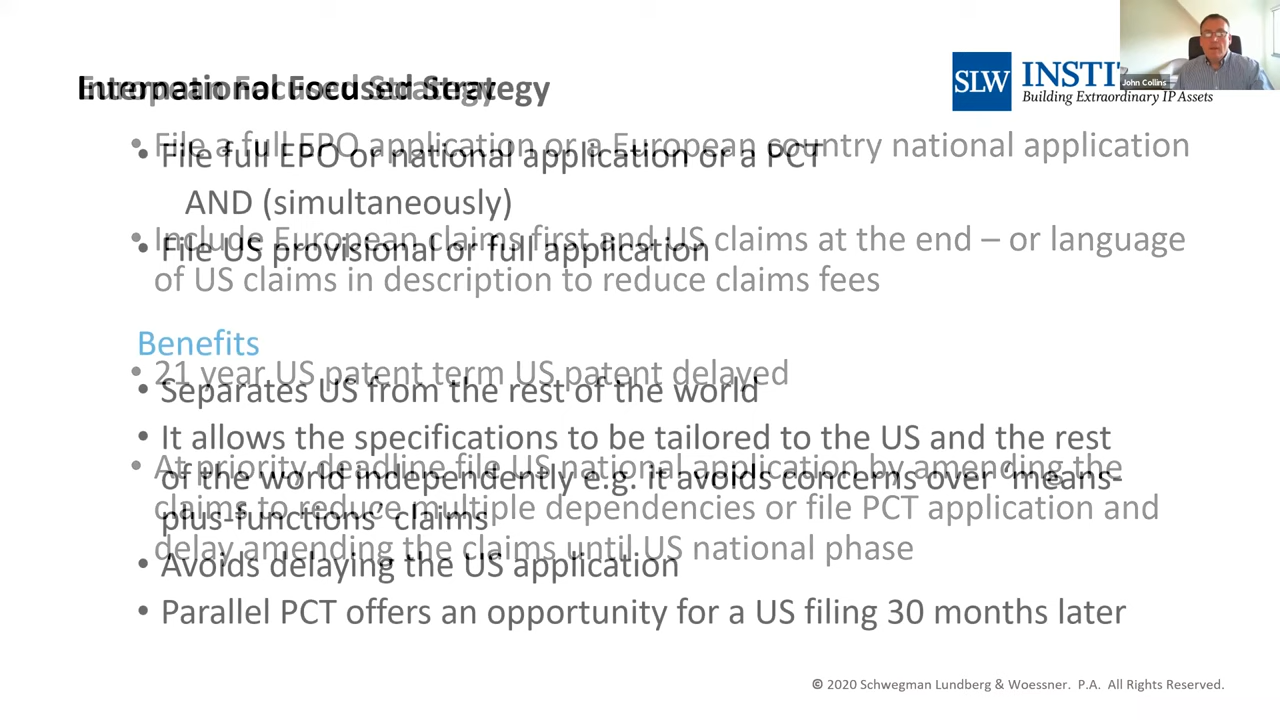 International Focused Strategy
European Focused Strategy
SLW INSTI
Building Extraordinary IP Assets
John Collins
• File a full EPO application or a European country national application
• File full EPO or national application or a PCT
AND (simultaneously)
• Include European claims first and US claims at the end – or language
• File US provisional or full application
of US claims in description to reduce claims fees
Benefits
• 21 year US patent term US patent delayed
• Separates US from the rest of the world
• It allows the specifications to be tailored to the US and the rest
• At priority deadline file US national application by amending the
of the world independently e.g. it avoids concerns over ‘means-
claims to reduce multiple dependencies or file PCT application and
plus-functions’ claims
delay amending the claims until US national phase
• Avoids delaying the US application
• Parallel PCT offers an opportunity for a US filing 30 months later
© 2020 Schwegman Lundberg & Woessner. P.A. All Rights Reserved.